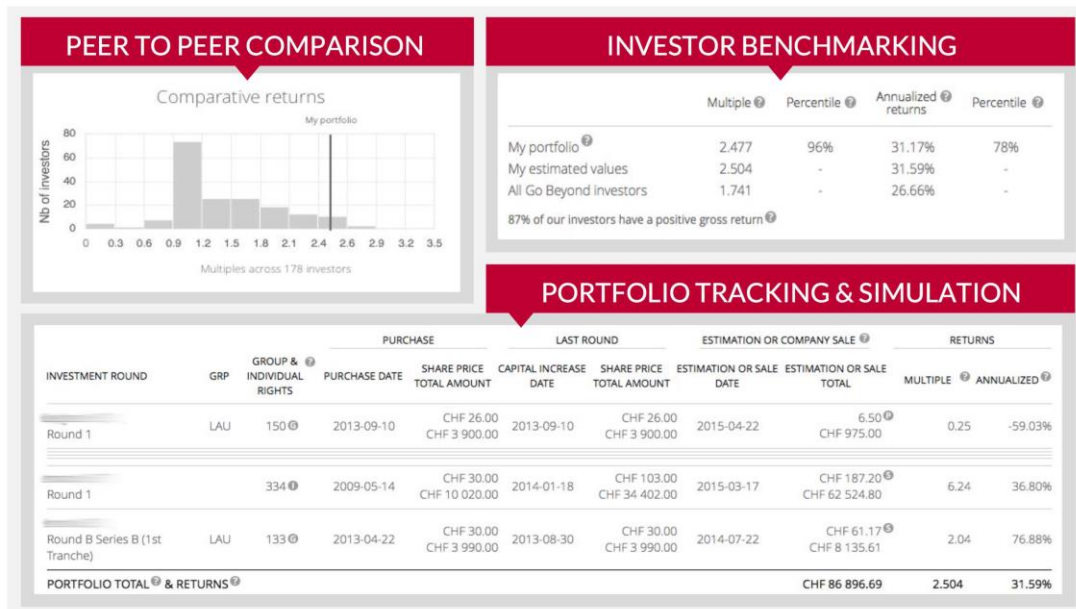 PEER TO PEER COMPARISON
Comparative returns
My portfolio
Nb of investors
80
60
40
20
0
0 0.3 0.6 0.9 1.2 1.5 1.8 2.1 2.4 2.6 2.9 3.2 3.5
Multiples across 178 investors
INVESTOR BENCHMARKING
Multiple ? Percentile ? Annualized ? returns Percentile ?
My portfolio ? 2.477 96% 31.17% 78%
My estimated values 2.504 - 31.59% -
All Go Beyond investors 1.741 - 26.66% -
87% of our investors have a positive gross return ?
PORTFOLIO TRACKING & SIMULATION
PURCHASE LAST ROUND ESTIMATION OR COMPANY SALE ? RETURNS
INVESTMENT ROUND GRP GROUP & ? INDIVIDUAL RIGHTS PURCHASE DATE SHARE PRICE TOTAL AMOUNT CAPITAL INCREASE DATE SHARE PRICE TOTAL AMOUNT ESTIMATION OR SALE DATE ESTIMATION OR SALE TOTAL MULTIPLE ? ANNUALIZED ?
CHF 26.00 CHF 26.00 6.50 P
Round 1 LAU 150 G 2013-09-10 CHF 3 900.00 2013-09-10 CHF 3 900.00 2015-04-22 CHF 975.00 0.25 -59.03%
CHF 30.00 CHF 103.00 CHF 187.20 S
Round 1 334 I 2009-05-14 CHF 10 020.00 2014-01-18 CHF 34 402.00 2015-03-17 CHF 62 524.80 6.24 36.80%
CHF 30.00 CHF 30.00 CHF 61.17 S
Round B Series B (1st LAU 133 G 2013-04-22 CHF 3 990.00 2013-08-30 CHF 3 990.00 2014-07-22 CHF 8 135.61 2.04 76.88%
Tranche)
PORTFOLIO TOTAL ? & RETURNS ? CHF 86 896.69 2.504 31.59%